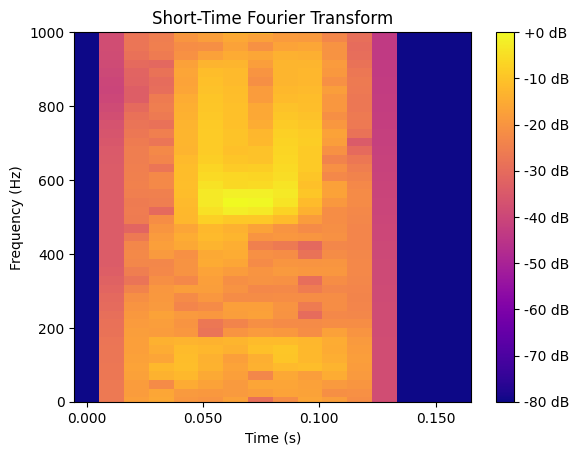 Short-Time Fourier Transform
1000
800
600
400
200
0
Frequency (Hz)
0.000
0.050
0.100
0.150
Time (s)
+0 dB
-10 dB
-20 dB
-30 dB
-40 dB
-50 dB
-60 dB
-70 dB
-80 dB